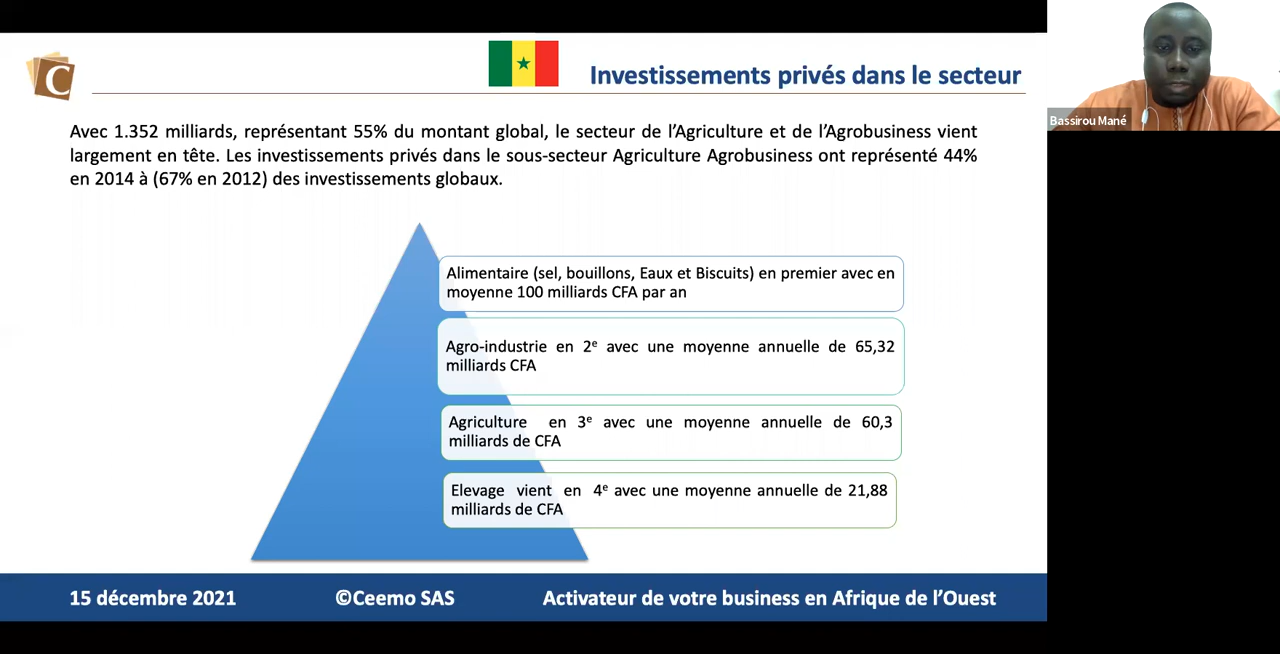 C
Investissements privés dans le secteur
Bassirou Mané
Avec 1.352 milliards, représentant 55% du montant global, le secteur de l'Agriculture et de l'Agrobusiness vient
largement en tête. Les investissements privés dans le sous-secteur Agriculture Agrobusiness ont représenté 44%
en 2014 à (67% en 2012) des investissements globaux.
Alimentaire (sel, bouillons, Eaux et Biscuits) en premier avec en
moyenne 100 milliards CFA par an
Agro-industrie en 2e avec une moyenne annuelle de 65,32
milliards CFA
Agriculture en 3e avec une moyenne annuelle de 60,3
milliards de CFA
Elevage vient en 4e avec une moyenne annuelle de 21,88
milliards de CFA
15 décembre 2021 ©Ceemo SAS Activateur de votre business en Afrique de l'Ouest